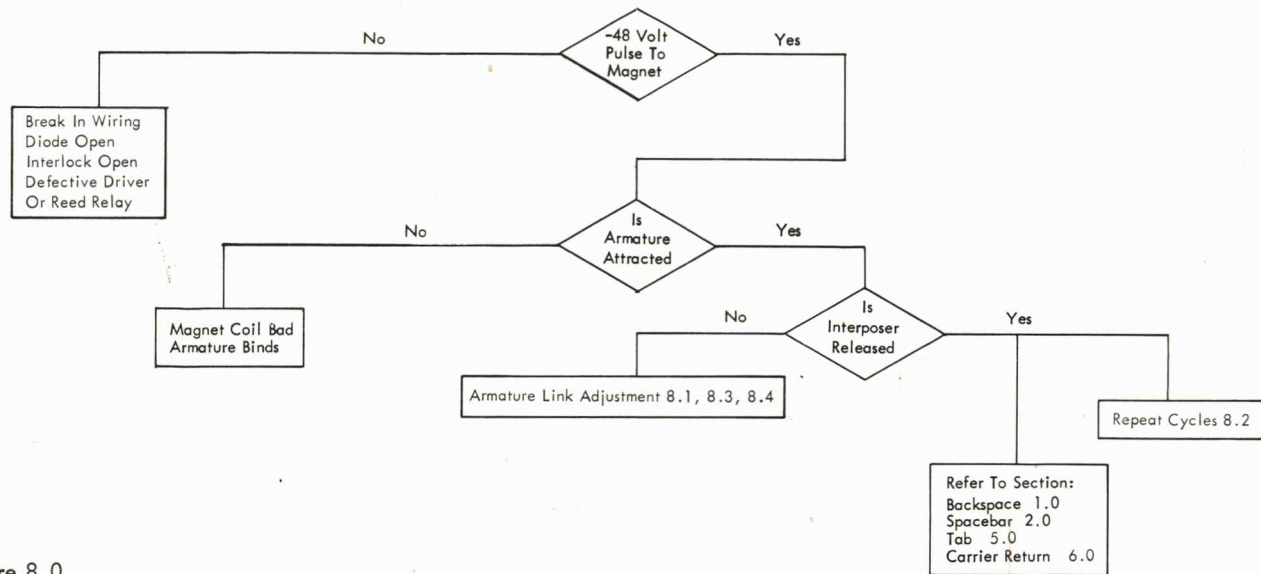 No
-48 Volt
Pulse To
Magnet
Yes
Break In Wiring
Diode Open
Interlock Open
Defective Driver
Or Reed Relay
No
Is
Armature
Attracted
Yes
Magnet Coil Bad
Armature Binds
No
Is
Interposer
Released
Yes
Armature Link Adjustment 8.1, 8.3, 8.4
Repeat Cycles 8.2
Refer To Section:
Backspace 1.0
Spacebar 2.0
Tab 5.0
Carrier Return 6.0
re 8.0